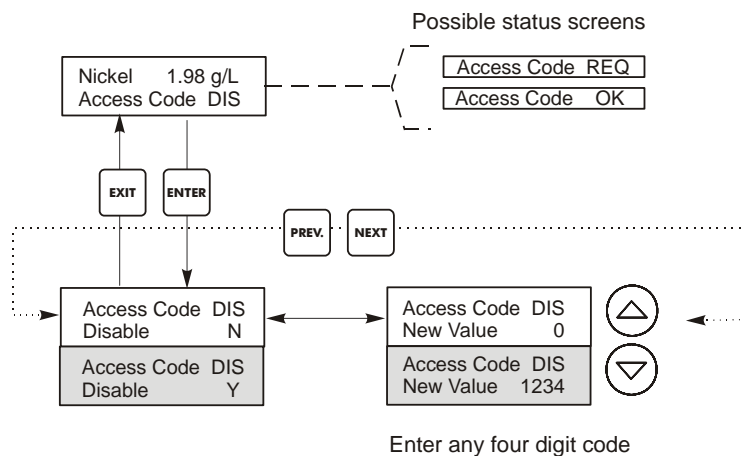 Possible status screens
Nickel 1.98 g/L
Access Code DIS
Access Code REQ
Access Code OK
EXIT
ENTER
PREV.
NEXT
Access Code DIS
Disable N
Access Code DIS
Disable Y
Access Code DIS
New Value 0
Access Code DIS
New Value 1234
Enter any four digit code